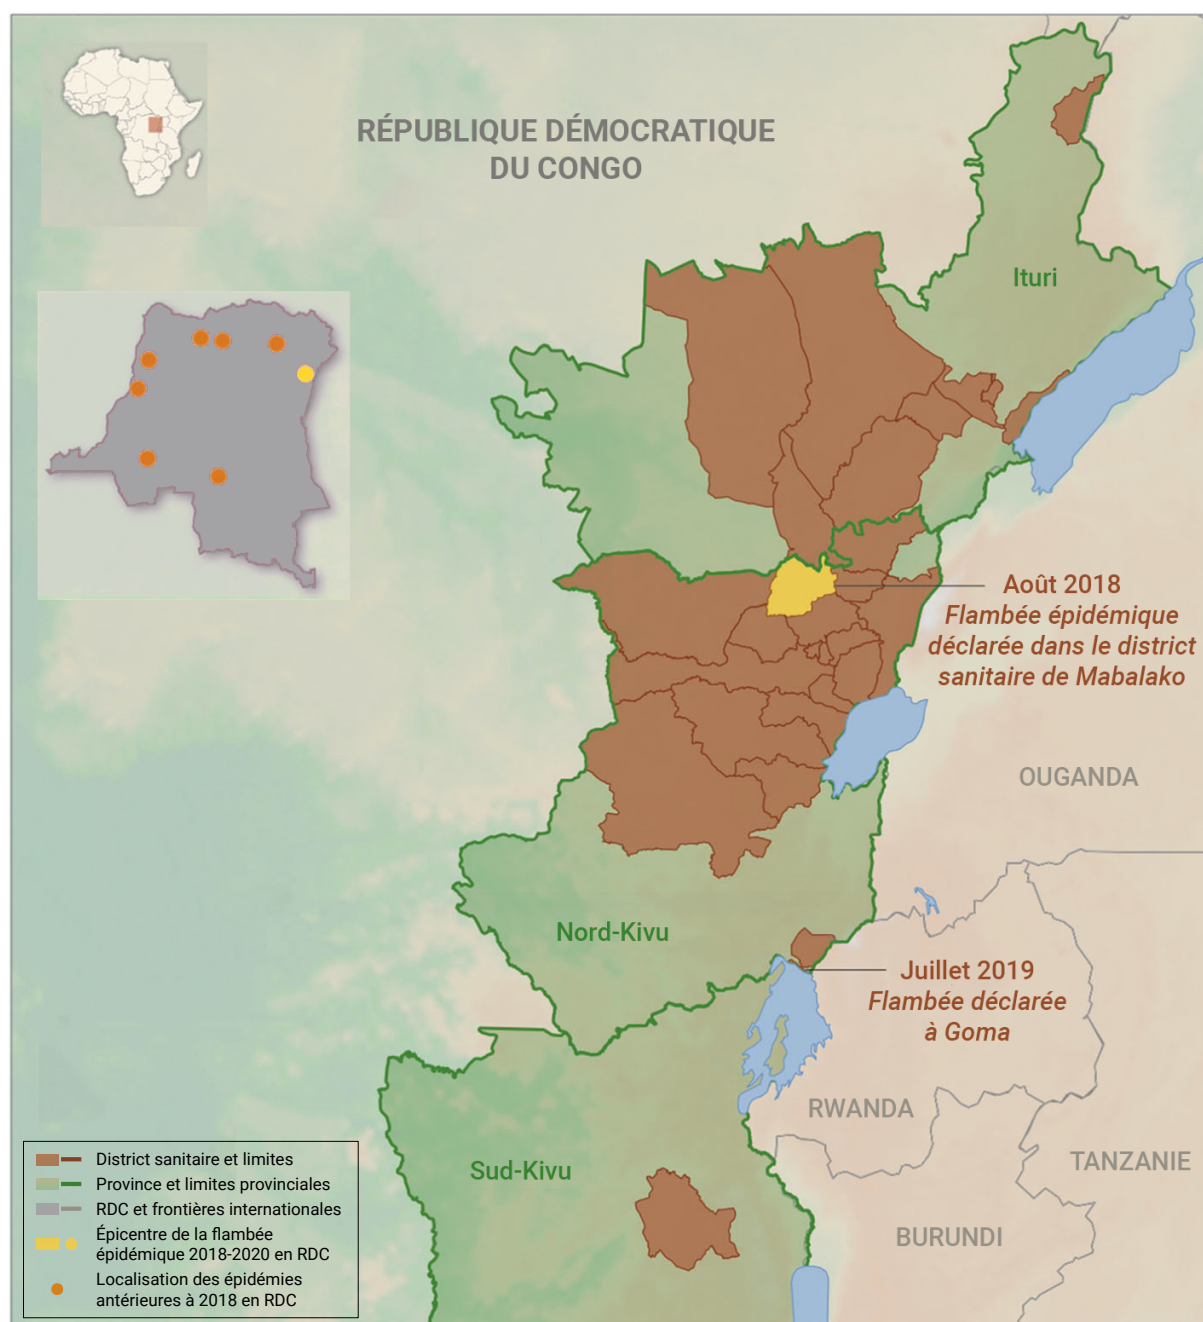 RÉPUBLIQUE DÉMOCRATIQUE
DU CONGO
Ituri
Août 2018
Flambée épidémique
déclarée dans le district
sanitaire de Mabalako
OUGANDA
Nord-Kivu
Juillet 2019
Flambée déclarée
à Goma
RWANDA
TANZANIE
Sud-Kivu
BURUNDI
District sanitaire et limites
Province et limites provinciales
RDC et frontières internationales
Épicentre de la flambée
épidémique 2018-2020 en RDC
Localisation des épidémies
antérieures à 2018 en RDC